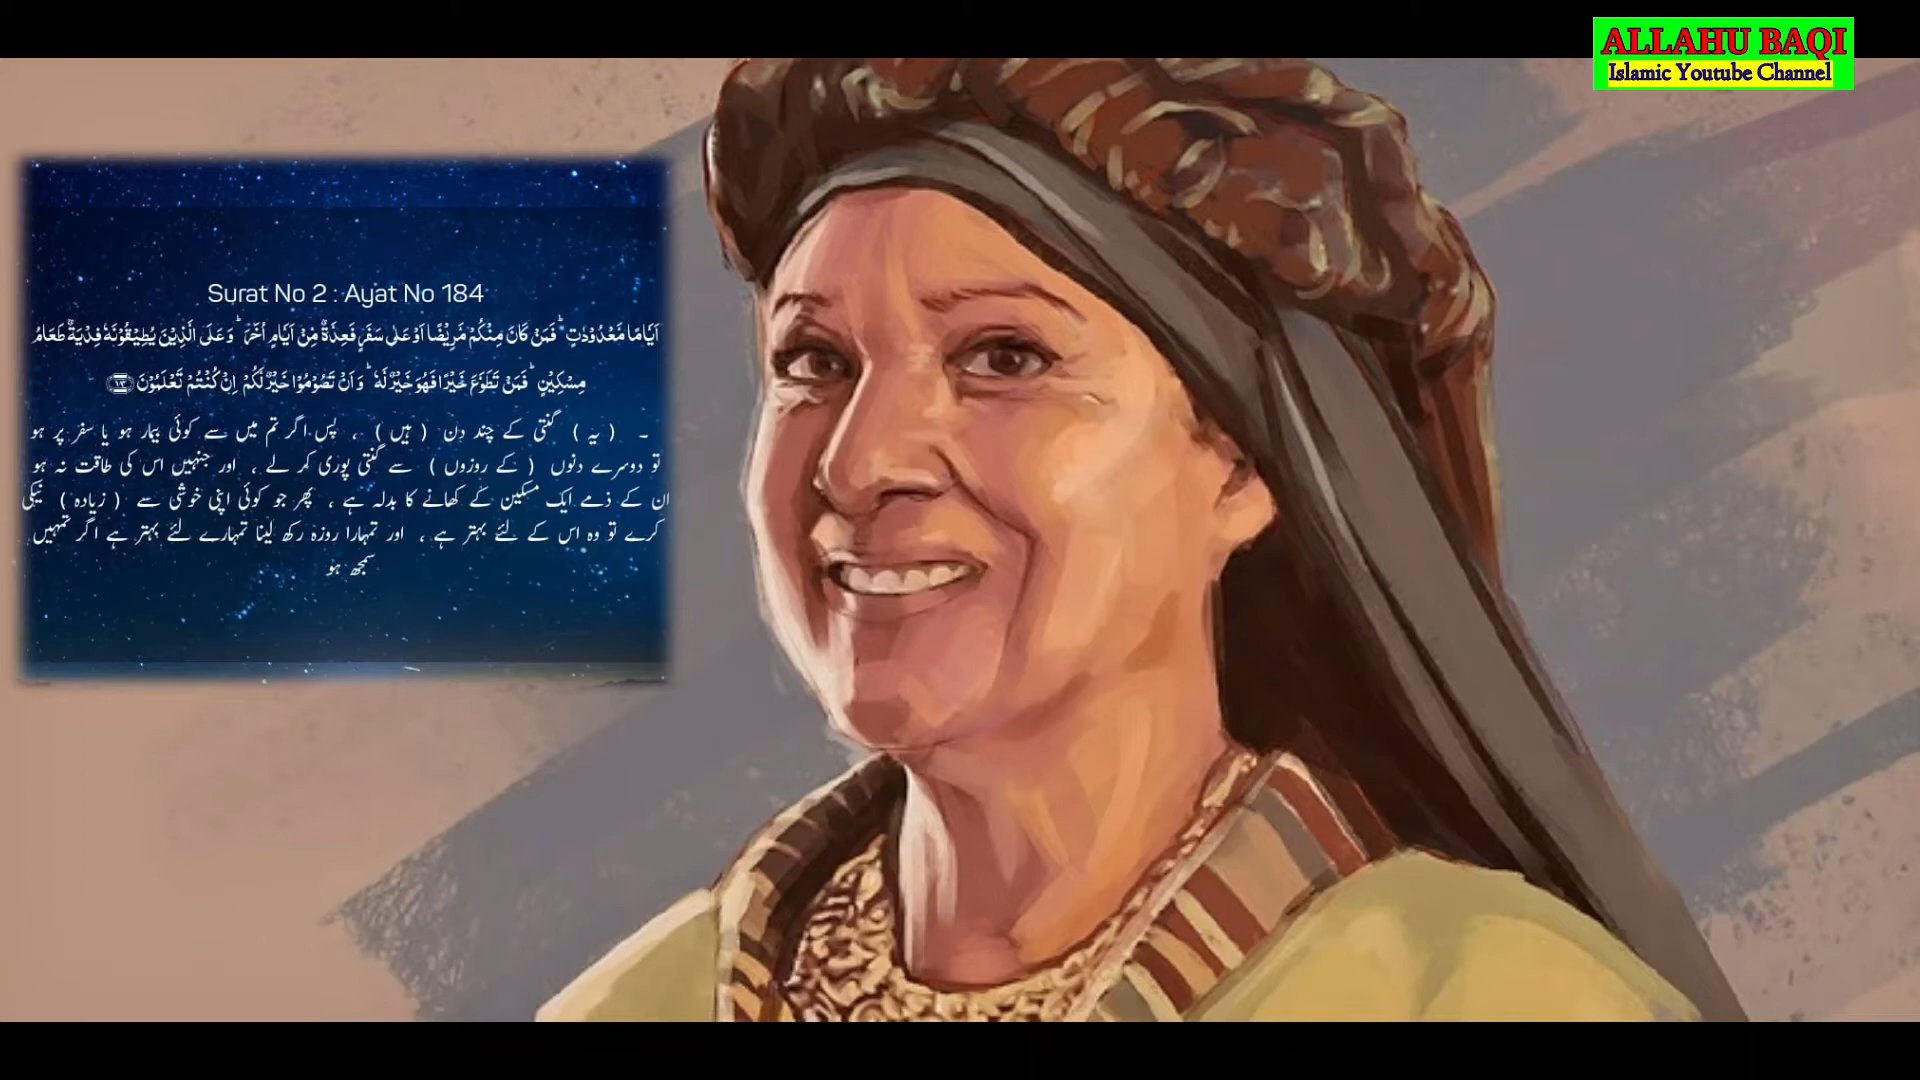 ALLAHU BAQI
Islamic Youtube Channel
Surat No 2 : Ayat No 184
اَيَّامًا مَّعۡدُوۡدٰتٍؕ فَمَنۡ كَانَ مِنۡكُمۡ مَّرِيۡضًا اَوۡ عَلٰى سَفَرٍ فَعِدَّةٌ مِّنۡ اَيَّامٍ اُخَرَؕ وَعَلَى الَّذِيۡنَ يُطِيۡقُوۡنَهٗ فِدۡيَةٌ طَعَامُ
مِسۡكِيۡنٍؕ فَمَنۡ تَطَوَّعَ خَيۡرًا فَهُوَ خَيۡرٌ لَّهٗؕ وَاَنۡ تَصُوۡمُوۡا خَيۡرٌ لَّـکُمۡ اِنۡ كُنۡتُمۡ تَعۡلَمُوۡنَ
۔ ( یہ ) گنتی کے چند دن ( ہیں ) ، پس اگر تم میں سے کوئی بیمار ہو یا سفر پر ہو
تو دوسرے دنوں ( کے روزوں ) سے گنتی پوری کر لے ، اور جنہیں اس کی طاقت نہ ہو
ان کے ذمے ایک مسکین کے کھانے کا بدلہ ہے ، پھر جو کوئی اپنی خوشی سے ( زیادہ ) نیکی
کرے تو وہ اس کے لئے بہتر ہے ، اور تمہارا روزہ رکھ لینا تمہارے لئے بہتر ہے اگر تمہیں
سمجھ ہو